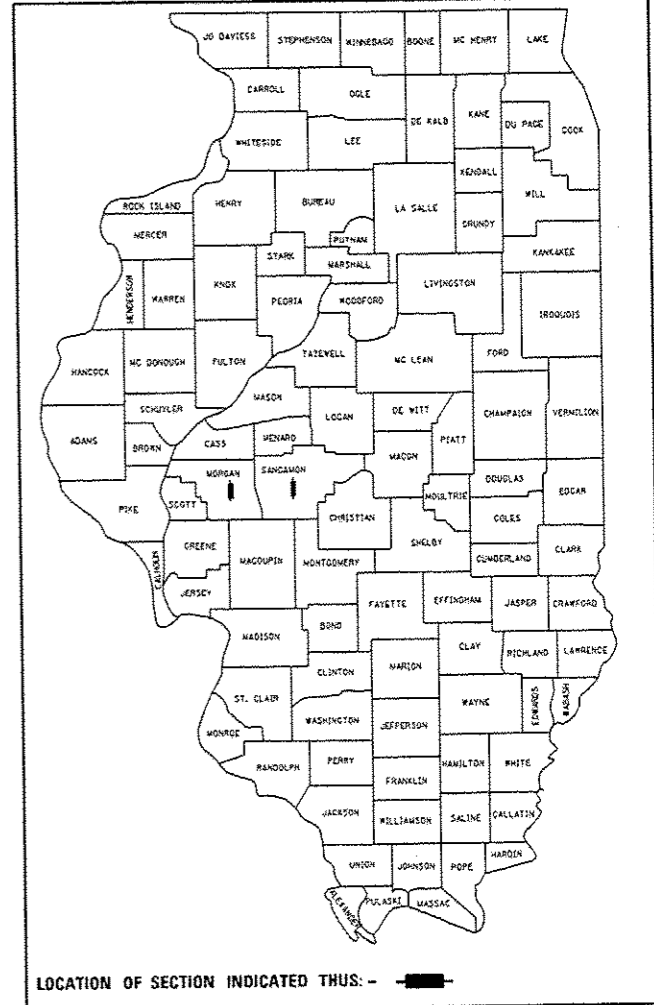 JO DAVIESS STEPHENSON WINNEBAGO BOONE MC HENRY LAKE
CARROLL OGLE DE KALB KANE DU PAGE COOK
WHITESIDE LEE
KENDALL WILL
ROCK ISLAND HENRY BUREAU LA SALLE GRUNDY
MERCER PUTNAM
STARK MARSHALL KANKAKEE
HENDERSON WARREN KNOX PEORIA WOODFORD LIVINGSTON IROQUOIS
HANCOCK MC DONOUGH FULTON TAZEWELL MC LEAN FORD
SCHUYLER MASON LOGAN DE WITT CHAMPAIGN VERMILION
ADAMS BROWN CASS MENARD MACON PIATT
MORGAN SANGAMON DOUGLAS EDGAR
PIKE SCOTT CHRISTIAN MOULTRIE COLES
CALHOUN GREENE MACOUPIN MONTGOMERY SHELBY CUMBERLAND CLARK
JERSEY FAYETTE EFFINGHAM JASPER CRAWFORD
MADISON BOND CLAY RICHLAND LAWRENCE
CLINTON MARION
ST. CLAIR WASHINGTON JEFFERSON WAYNE EDWARDS WABASH
MONROE
RANDOLPH PERRY FRANKLIN HAMILTON WHITE
JACKSON WILLIAMSON SALINE GALLATIN
UNION JOHNSON POPE HARDIN
ALEXANDER PULASKI MASSAC
LOCATION OF SECTION INDICATED THUS: -